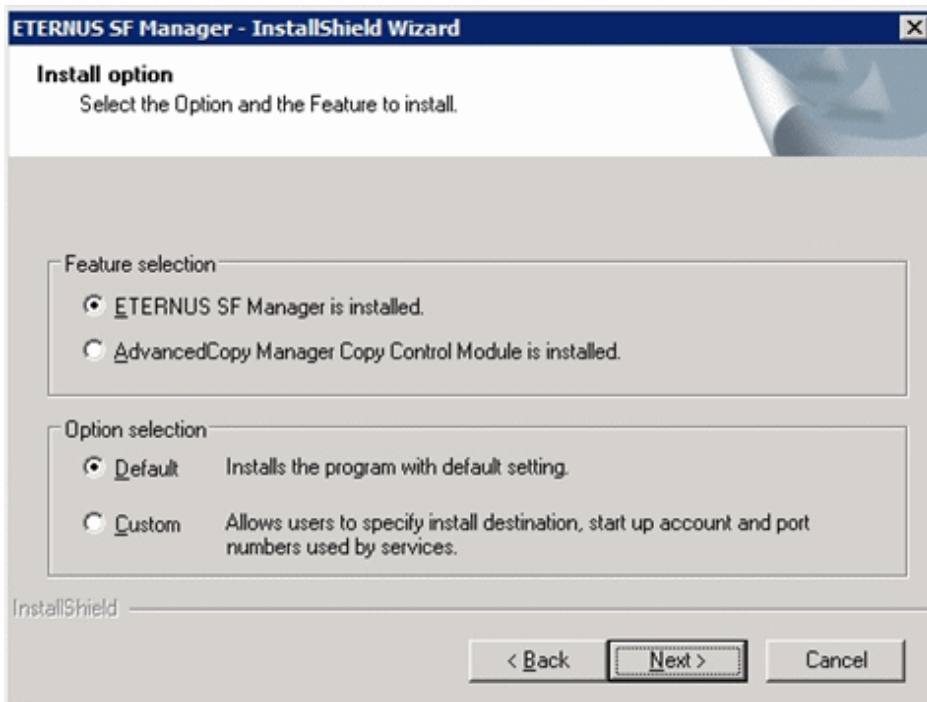 ETERNUS SF Manager - InstallShield Wizard
Install option
Select the Option and the Feature to install.
Feature selection
ETERNUS SF Manager is installed.
AdvancedCopy Manager Copy Control Module is installed.
Option selection
Default Installs the program with default setting.
Custom Allows users to specify install destination, start up account and port
numbers used by services.
InstallShield
< Back Next > Cancel